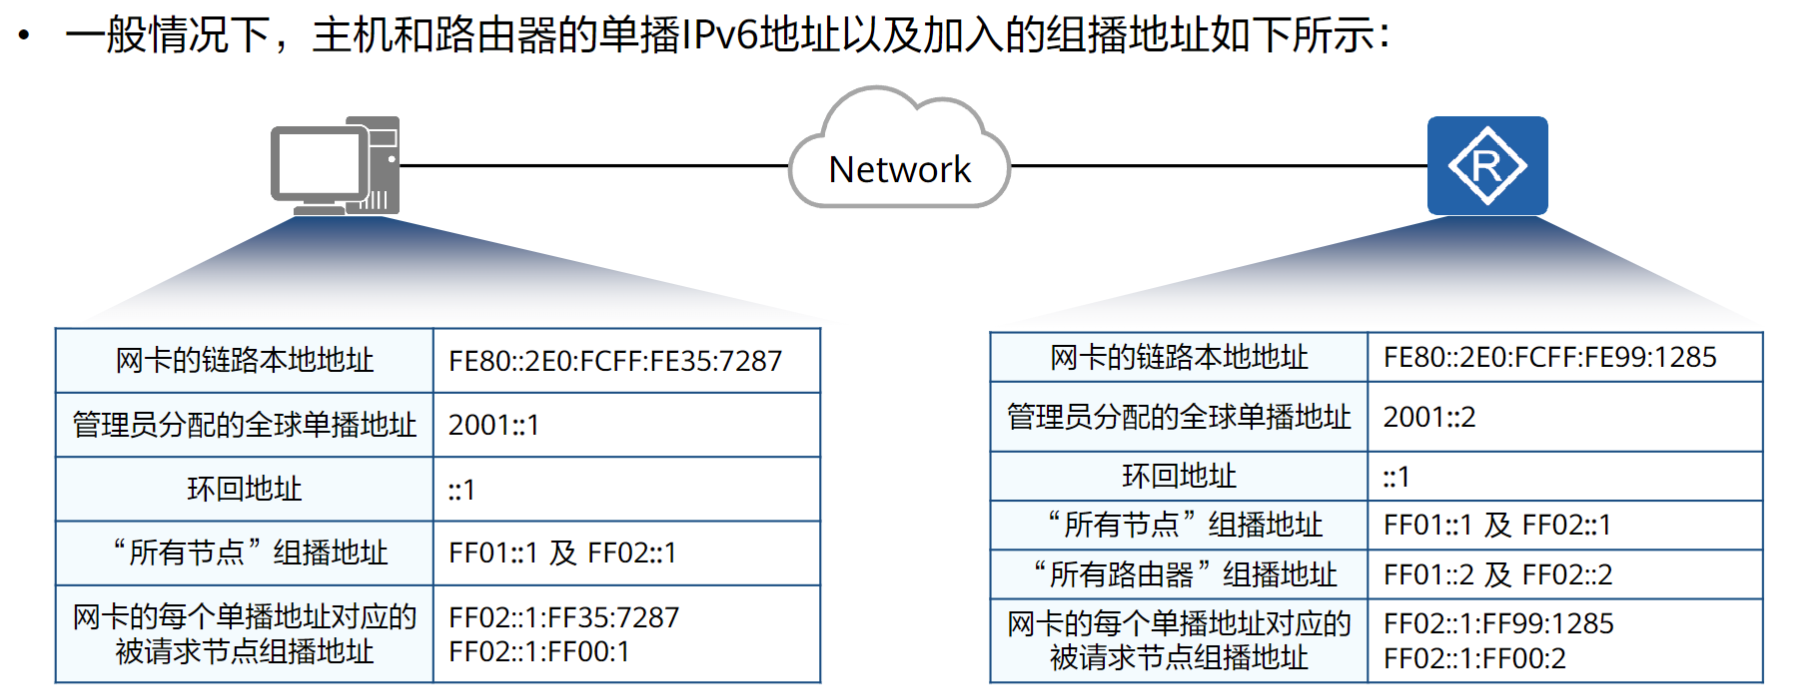 • 一般情况下，主机和路由器的单播IPv6地址以及加入的组播地址如下所示：
Network
R
网卡的链路本地地址 FE80::2E0:FCFF:FE35:7287
管理员分配的全球单播地址 2001::1
环回地址 ::1
“所有节点”组播地址 FF01::1 及 FF02::1
网卡的每个单播地址对应的
被请求节点组播地址
FF02::1:FF35:7287
FF02::1:FF00:1
网卡的链路本地地址 FE80::2E0:FCFF:FE99:1285
管理员分配的全球单播地址 2001::2
环回地址 ::1
“所有节点”组播地址 FF01::1 及 FF02::1
“所有路由器”组播地址 FF01::2 及 FF02::2
网卡的每个单播地址对应的
被请求节点组播地址
FF02::1:FF99:1285
FF02::1:FF00:2